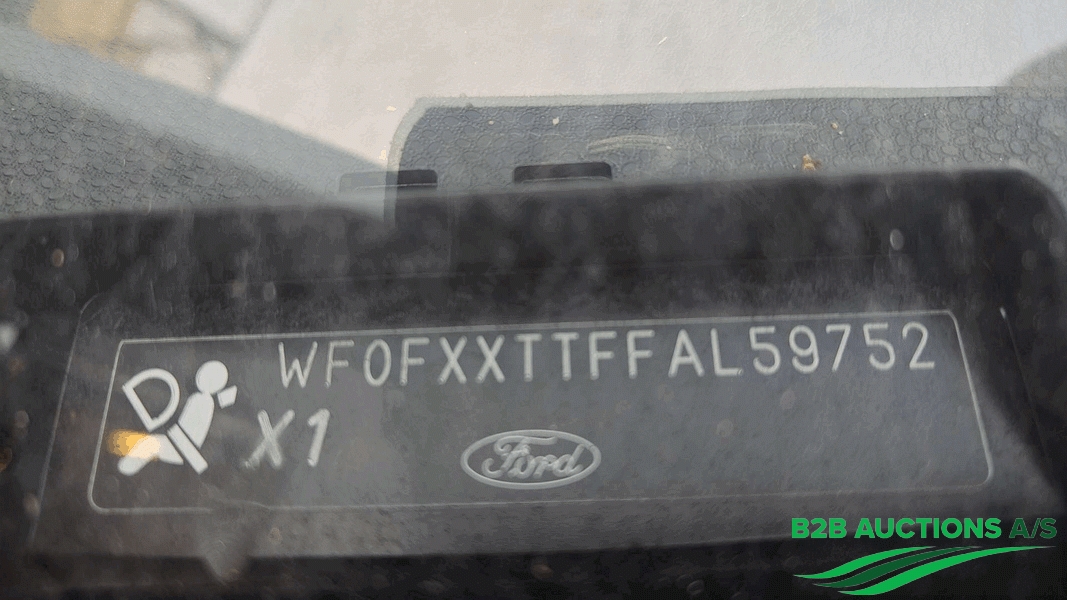 WF0FXXTTFFAL59752
X1
Ford
B2B AUCTIONS A/S